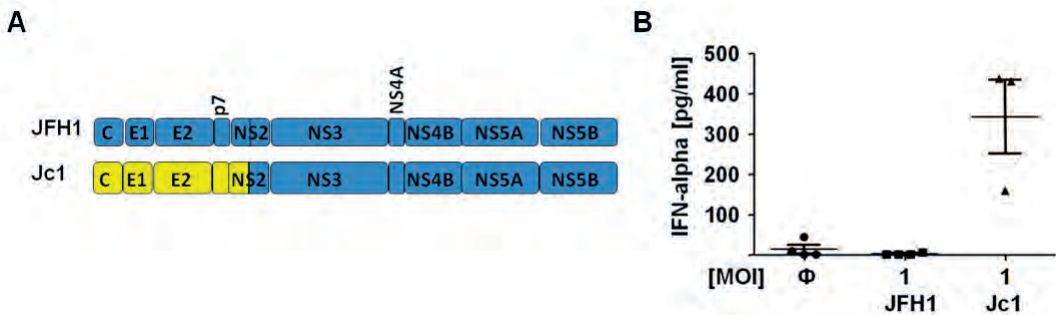 A
p7
NS4A
JFH1 C E1 E2 NS2 NS3 NS4B NS5A NS5B
Jc1 C E1 E2 NS2 NS3 NS4B NS5A NS5B
B
IFN-alpha [pg/ml]
500
400
300
200
100
[MOI] Φ 1 1
JFH1 Jc1